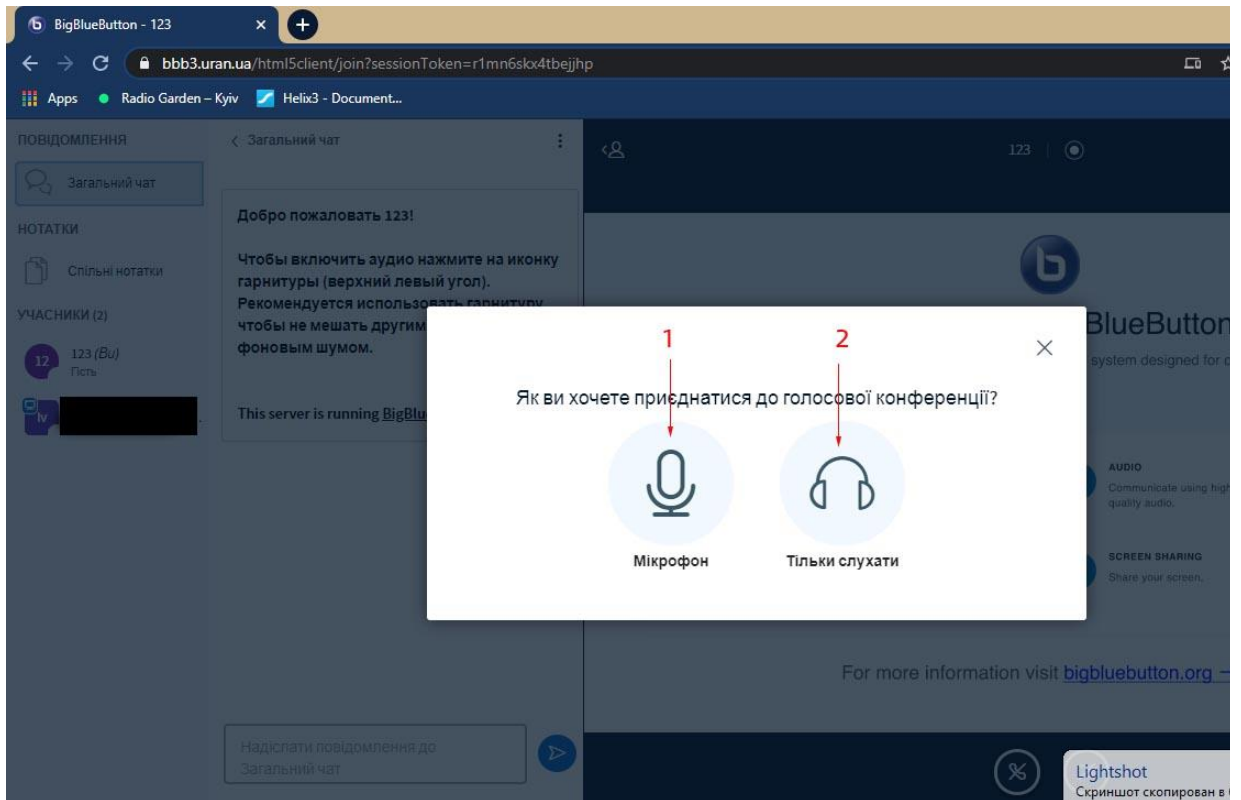 BigBlueButton - 123
bbb3.uran.ua/html5client/join?sessionToken=r1mn6skx4tbejjhp
Apps
Radio Garden – Kyiv
Helix3 - Document...
ПОВІДОМЛЕННЯ
Загальний чат
НОТАТКИ
Спільні нотатки
УЧАСНИКИ (2)
12
123 (Ви)
Гість
lv
Загальний чат
Добро пожаловать 123!
Чтобы включить аудио нажмите на иконку
гарнитуры (верхний левый угол).
Рекомендуется использовать гарнитуру
чтобы не мешать другим
фоновым шумом.
This server is running BigBlu
Надіслати повідомлення до
Загальний чат
123
1
2
Як ви хочете приєднатися до голосової конференції?
Мікрофон
Тільки слухати
BlueButton
system designed for
AUDIO
Communicate using high
quality audio.
SCREEN SHARING
Share your screen.
For more information visit bigbluebutton.org →
Lightshot
Скриншот скопирован в